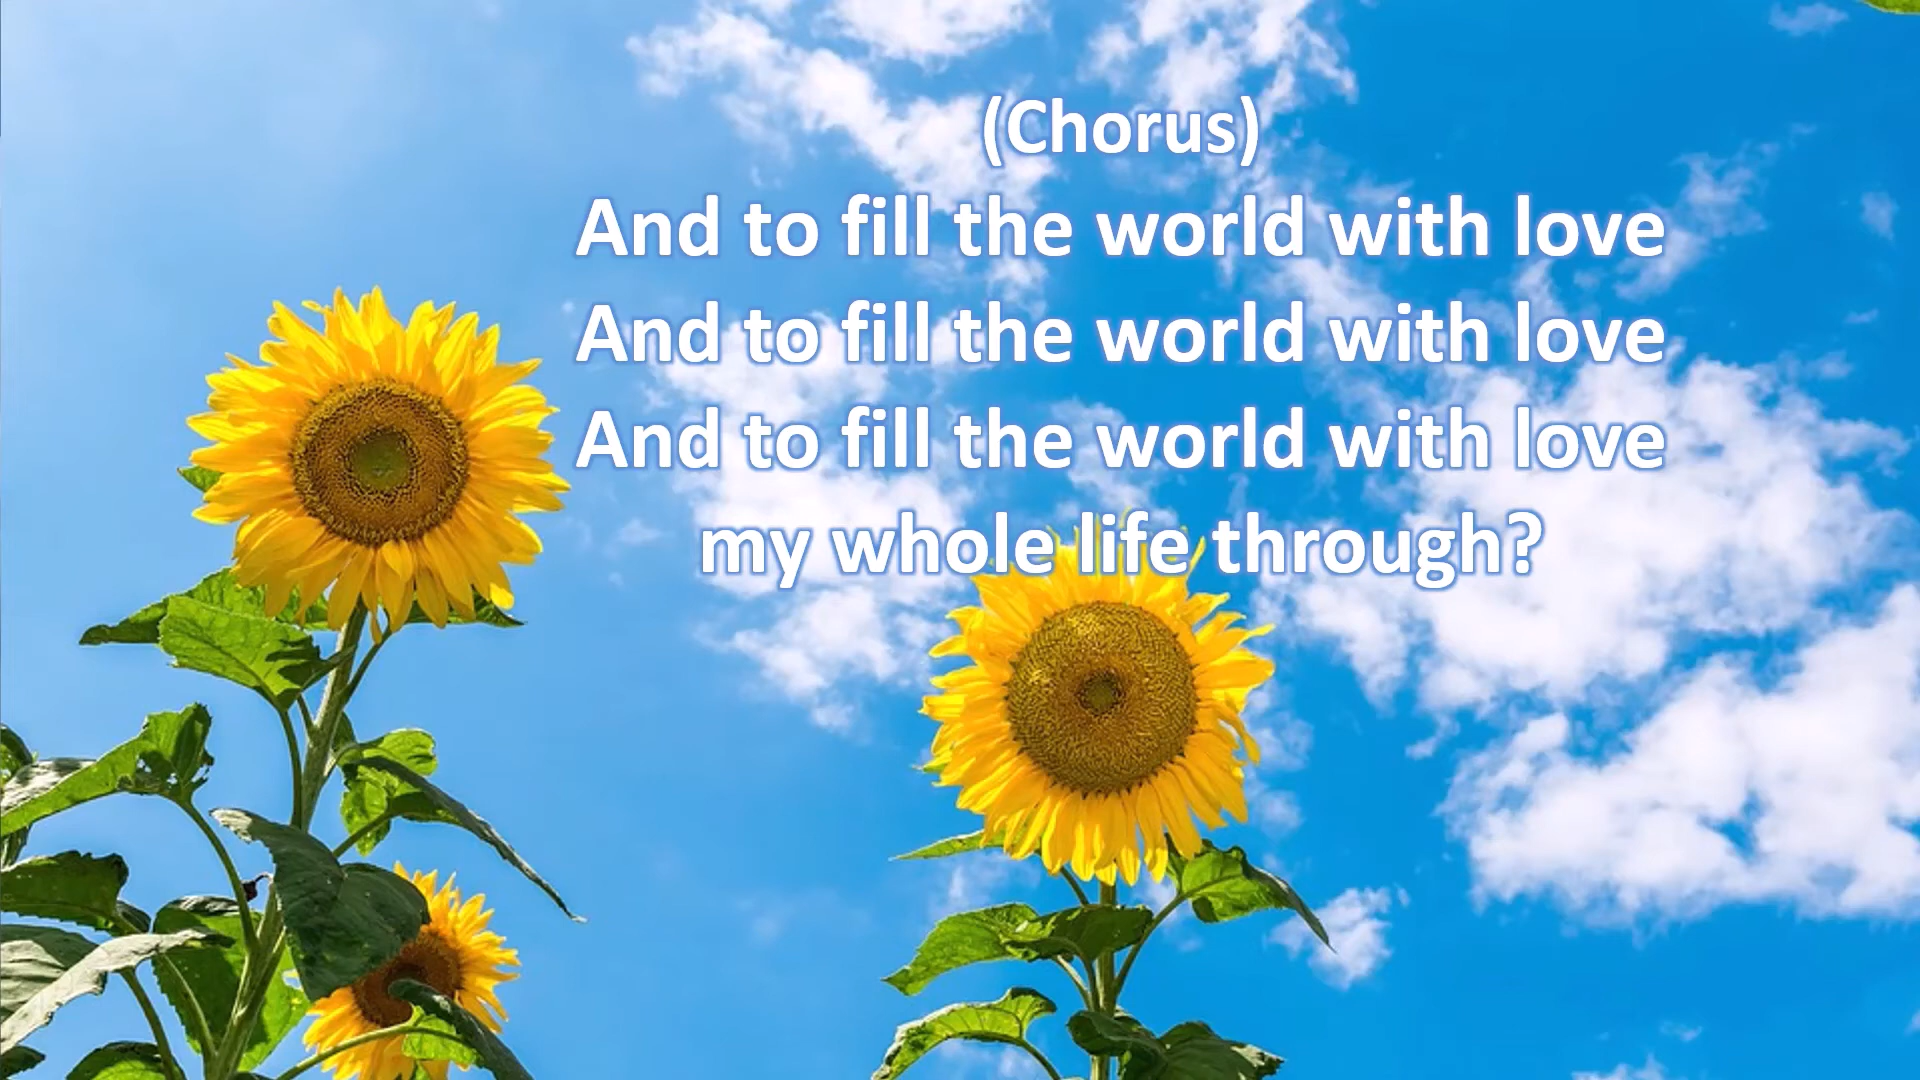 (Chorus)
And to fill the world with love
And to fill the world with love
And to fill the world with love
my whole life through?